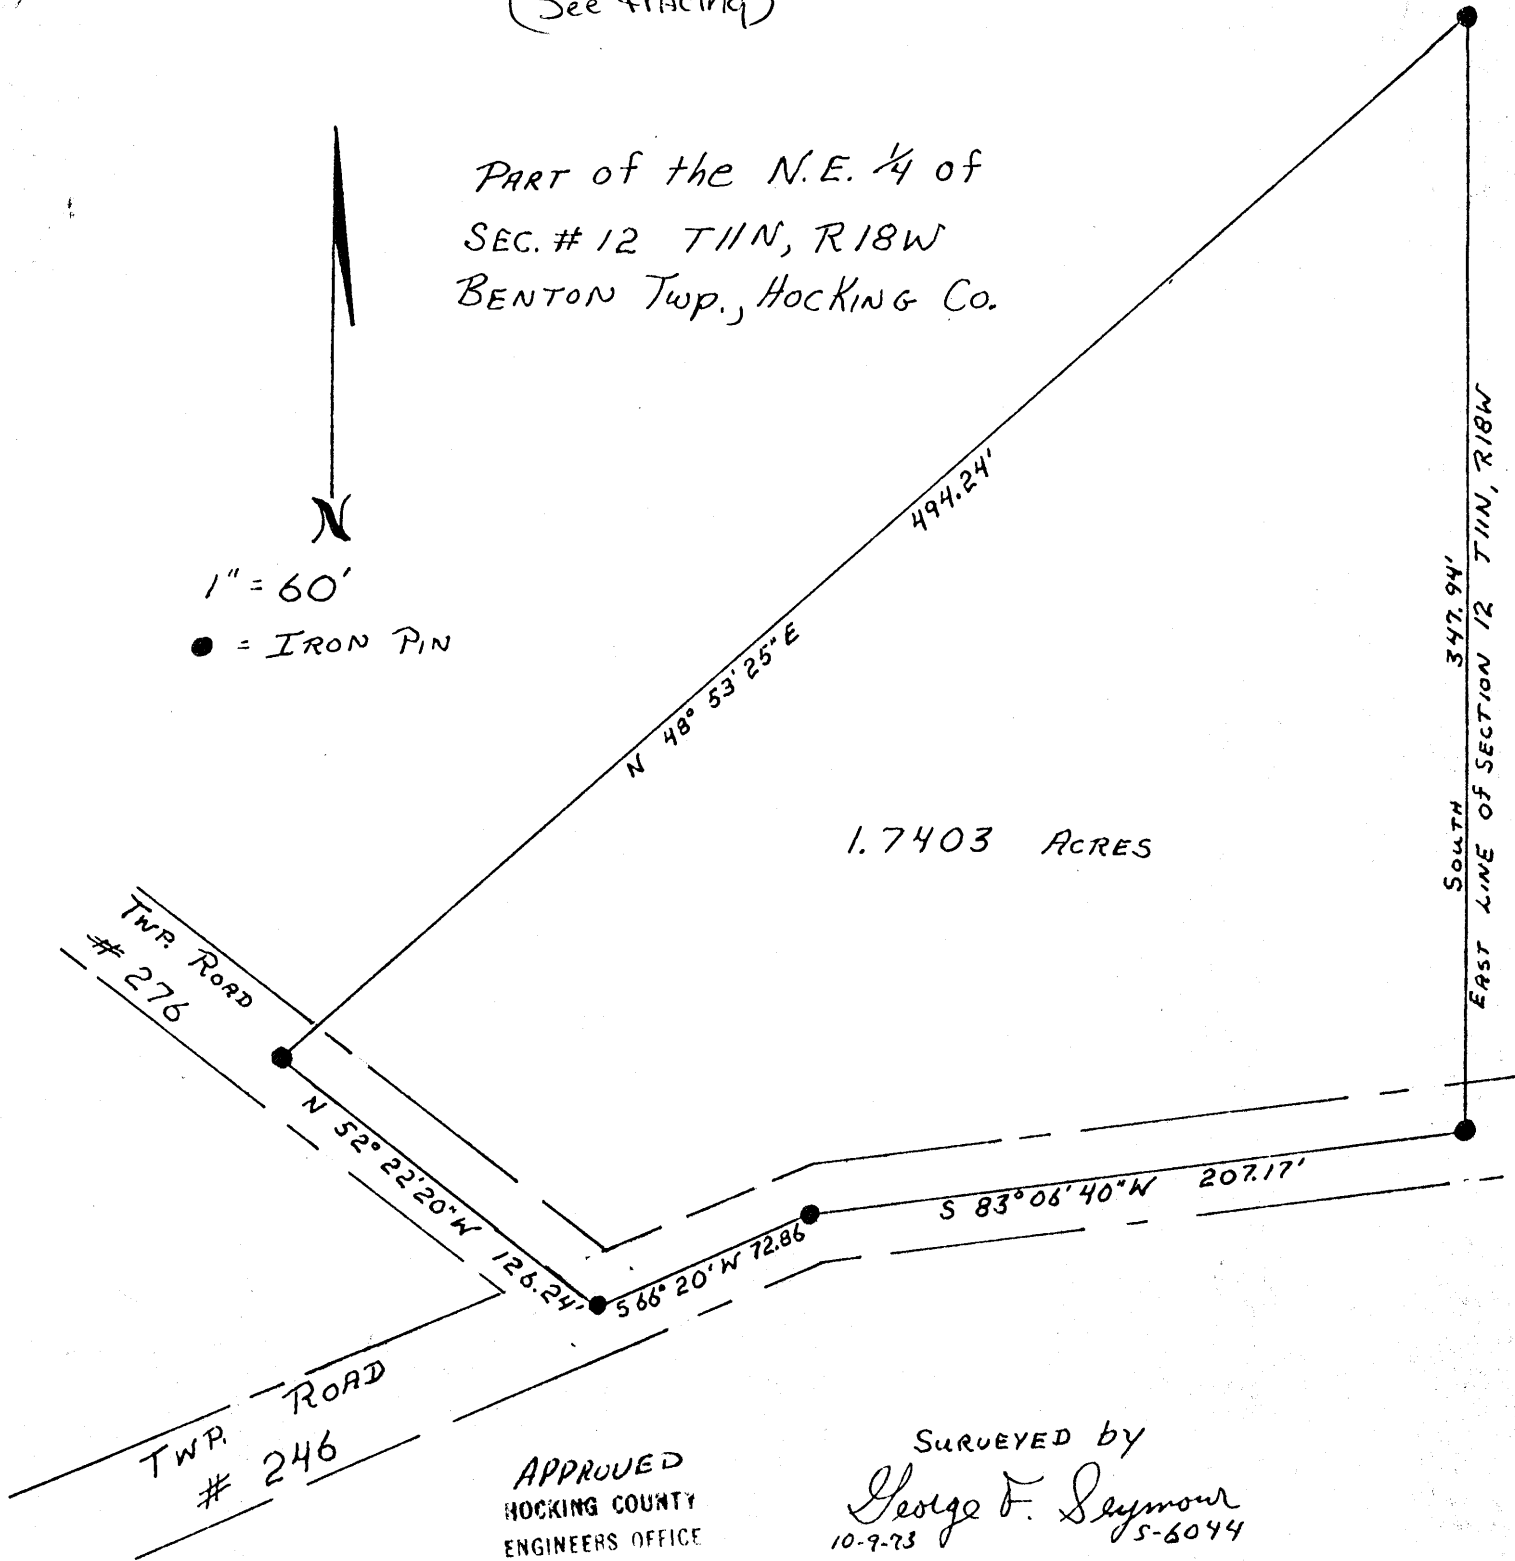 (See tracing)
PART of the N.E. 1/4 of
SEC. # 12 T11N, R18W
BENTON Twp., HOCKING Co.
N
1" = 60'
● = IRON PIN
494.24'
N 48° 53' 25" E
347.94'
SOUTH
EAST LINE of SECTION 12 T11N, R18W
1.7403 ACRES
TWP. ROAD
# 276
N 52° 22' 20" W 126.24'
S 66° 20' W 72.86
S 83° 06' 40" W 207.17'
TWP. ROAD
# 246
APPROVED
HOCKING COUNTY
ENGINEERS OFFICE
SURVEYED by
George F. Seymour
10-9-73 S-6044